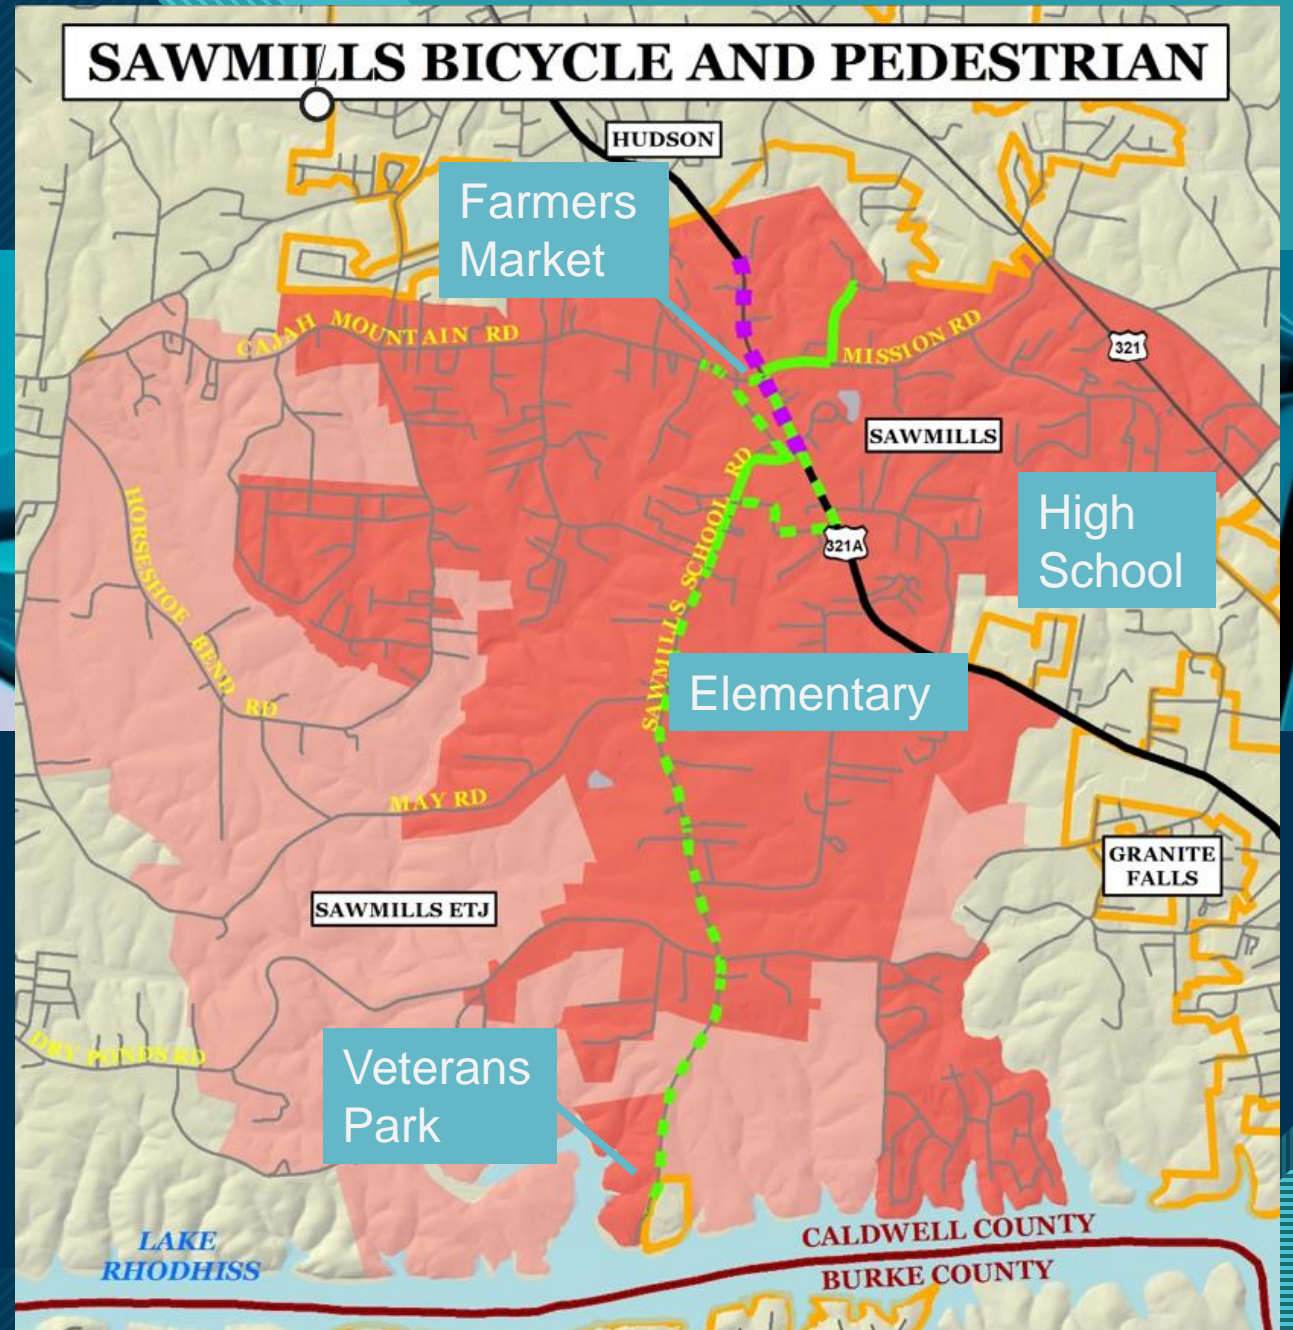 SAWMILLS BICYCLE AND PEDESTRIAN
HUDSON
Farmers
Market
CAJAH MOUNTAIN RD
MISSION RD
321
SAWMILLS
High
School
HORSESHOE BEND RD
SAWMILLS SCHOOL RD
321A
Elementary
MAY RD
GRANITE
FALLS
SAWMILLS ETJ
DRY PONDS RD
Veterans
Park
LAKE
RHODHISS
CALDWELL COUNTY
BURKE COUNTY